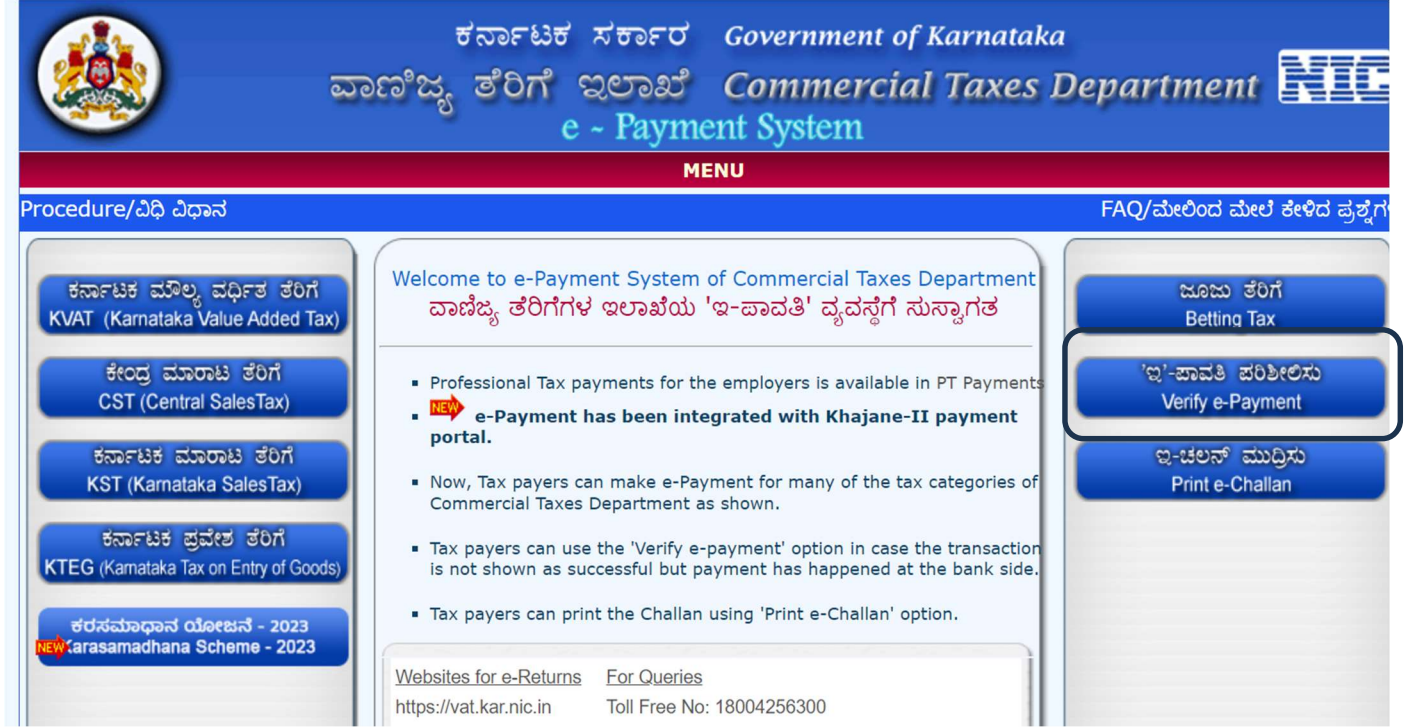 ಕರ್ನಾಟಕ ಸರ್ಕಾರ Government of Karnataka
ವಾಣಿಜ್ಯ ತೆರಿಗೆ ಇಲಾಖೆ Commercial Taxes Department NIC
e ~ Payment System
MENU
Procedure/ವಿಧಿ ವಿಧಾನ
FAQ/ಮೇಲಿಂದ ಮೇಲೆ ಕೇಳಿದ
ಕರ್ನಾಟಕ ಮೌಲ್ಯ ವರ್ಧಿತ ತೆರಿಗೆ
KVAT (Karnataka Value Added Tax)
ಕೇಂದ್ರ ಮಾರಾಟ ತೆರಿಗೆ
CST (Central SalesTax)
ಕರ್ನಾಟಕ ಮಾರಾಟ ತೆರಿಗೆ
KST (Karnataka SalesTax)
ಕರ್ನಾಟಕ ಪ್ರವೇಶ ತೆರಿಗೆ
KTEG (Karnataka Tax on Entry of Goods)
ಕರಸಮಾಧಾನ ಯೋಜನೆ - 2023
NEW Karasamadhana Scheme - 2023
Welcome to e-Payment System of Commercial Taxes Department
ವಾಣಿಜ್ಯ ತೆರಿಗೆಗಳ ಇಲಾಖೆಯ 'ಇ-ಪಾವತಿ' ವ್ಯವಸ್ಥೆಗೆ ಸುಸ್ವಾಗತ
Professional Tax payments for the employers is available in PT Payments
NEW e-Payment has been integrated with Khajane-II payment
portal.
Now, Tax payers can make e-Payment for many of the tax categories of
Commercial Taxes Department as shown.
Tax payers can use the 'Verify e-payment' option in case the transaction
is not shown as successful but payment has happened at the bank side.
Tax payers can print the Challan using 'Print e-Challan' option.
Websites for e-Returns For Queries
https://vat.kar.nic.in Toll Free No: 18004256300
ಜೂಜು ತೆರಿಗೆ
Betting Tax
'ಇ'-ಪಾವತಿ ಪರಿಶೀಲಿಸು
Verify e-Payment
ಇ-ಚಲನ್ ಮುದ್ರಿಸು
Print e-Challan